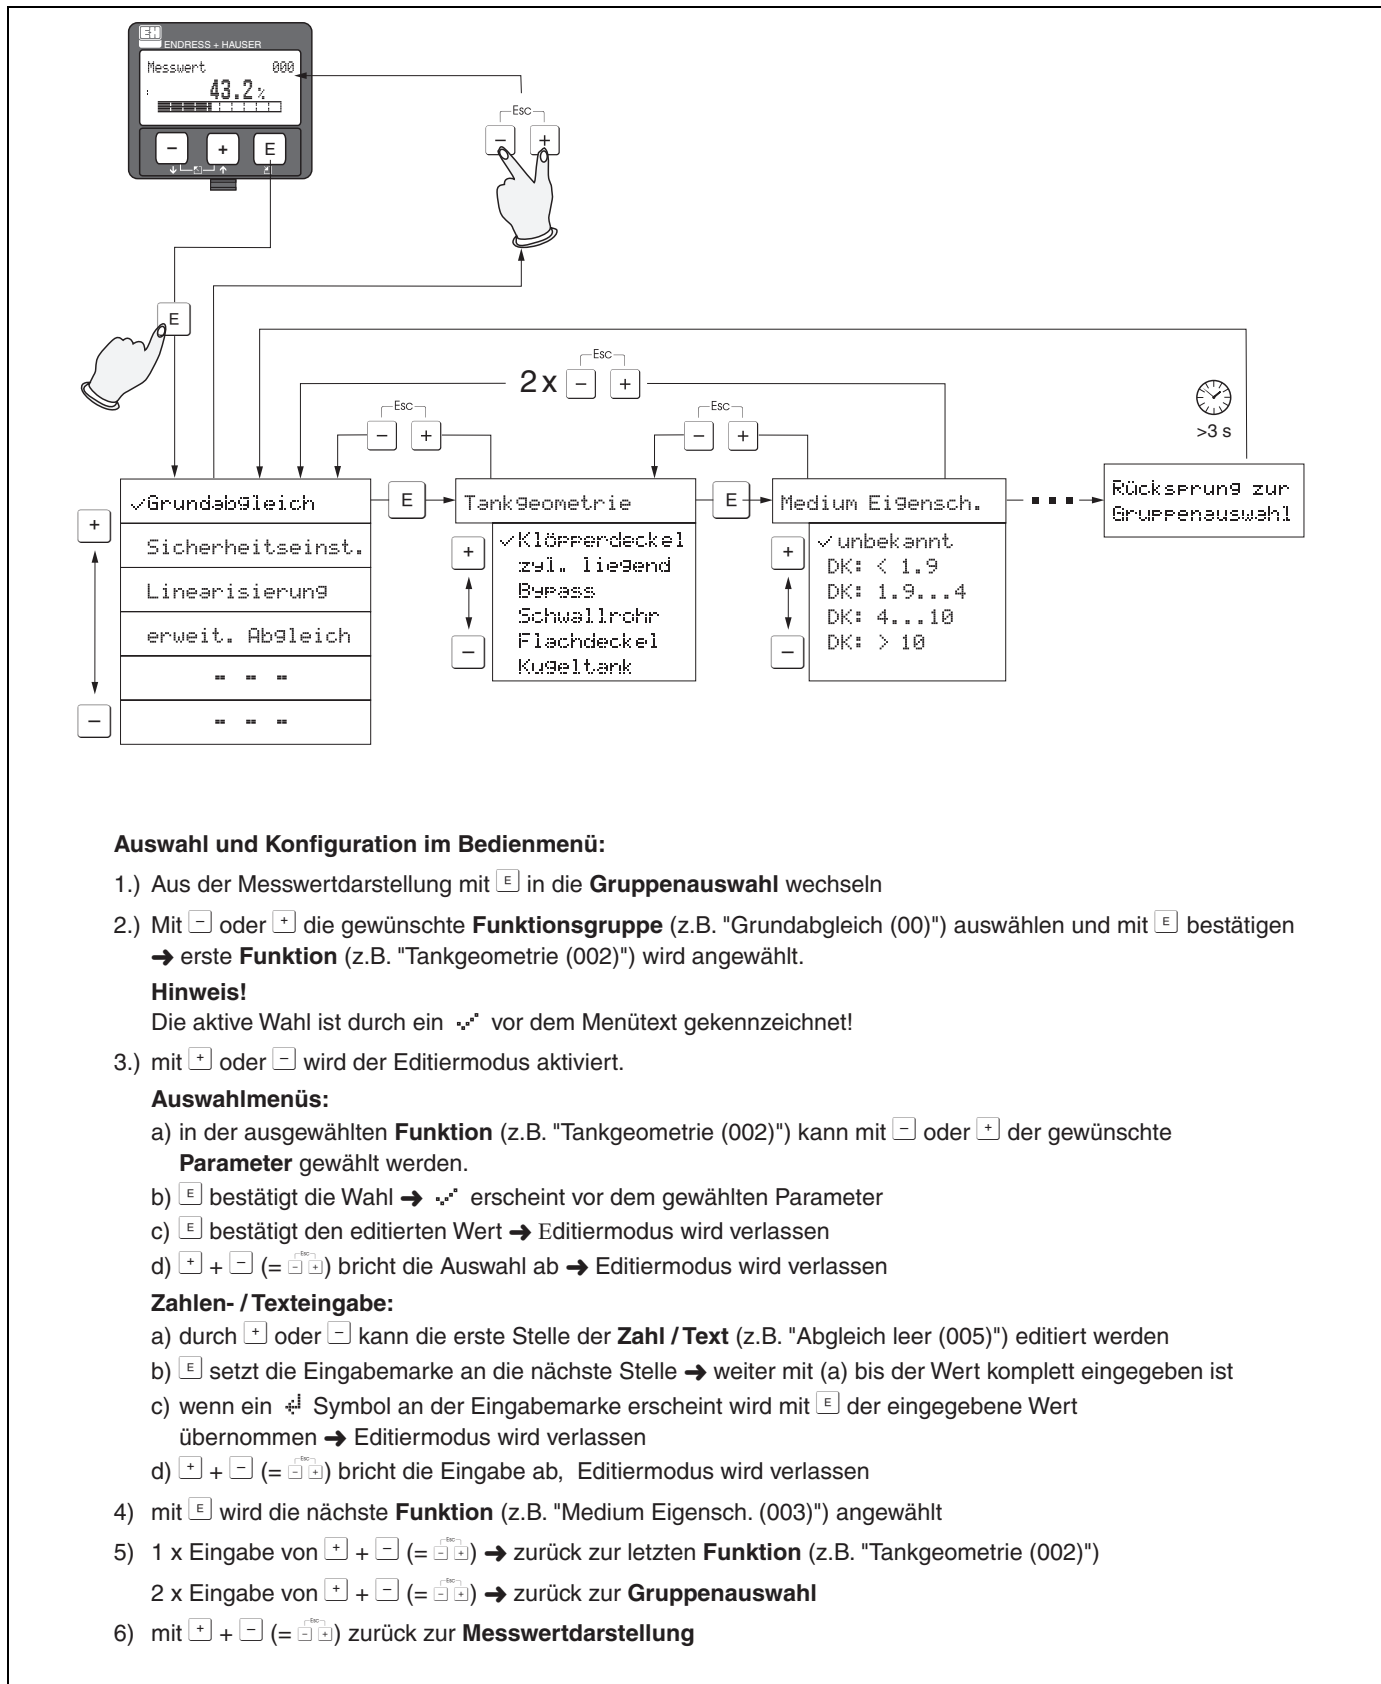 EH
ENDRESS + HAUSER
Messwert 000
43.2 %
- + E
Esc
- +
E
Esc
2 x - +
Esc
- +
Esc
- +
>3 s
✓Grundabgleich
Sicherheitseinst.
Linearisierung
erweit. Abgleich
- - -
- - -
+
-
E
Tankgeometrie
✓Klöpperdeckel
zyl. liegend
Bypass
Schwallrohr
Flachdeckel
Kugeltank
+
-
E
Medium Eigensch.
✓unbekannt
DK: < 1.9
DK: 1.9...4
DK: 4...10
DK: > 10
+
-
Rücksprung zur
Gruppenauswahl
Auswahl und Konfiguration im Bedienmenü:
1.) Aus der Messwertdarstellung mit E in die Gruppenauswahl wechseln
2.) Mit - oder + die gewünschte Funktionsgruppe (z.B. "Grundabgleich (00)") auswählen und mit E bestätigen
➜ erste Funktion (z.B. "Tankgeometrie (002)") wird angewählt.
Hinweis!
Die aktive Wahl ist durch ein ✓ vor dem Menütext gekennzeichnet!
3.) mit + oder - wird der Editiermodus aktiviert.
Auswahlmenüs:
a) in der ausgewählten Funktion (z.B. "Tankgeometrie (002)") kann mit - oder + der gewünschte
Parameter gewählt werden.
b) E bestätigt die Wahl ➜ ✓ erscheint vor dem gewählten Parameter
c) E bestätigt den editierten Wert ➜ Editiermodus wird verlassen
d) + + - (= Esc - +) bricht die Auswahl ab ➜ Editiermodus wird verlassen
Zahlen- / Texteingabe:
a) durch + oder - kann die erste Stelle der Zahl / Text (z.B. "Abgleich leer (005)") editiert werden
b) E setzt die Eingabemarke an die nächste Stelle ➜ weiter mit (a) bis der Wert komplett eingegeben ist
c) wenn ein ↵ Symbol an der Eingabemarke erscheint wird mit E der eingegebene Wert
übernommen ➜ Editiermodus wird verlassen
d) + + - (= Esc - +) bricht die Eingabe ab, Editiermodus wird verlassen
4) mit E wird die nächste Funktion (z.B. "Medium Eigensch. (003)") angewählt
5) 1 x Eingabe von + + - (= Esc - +) ➜ zurück zur letzten Funktion (z.B. "Tankgeometrie (002)")
2 x Eingabe von + + - (= Esc - +) ➜ zurück zur Gruppenauswahl
6) mit + + - (= Esc - +) zurück zur Messwertdarstellung